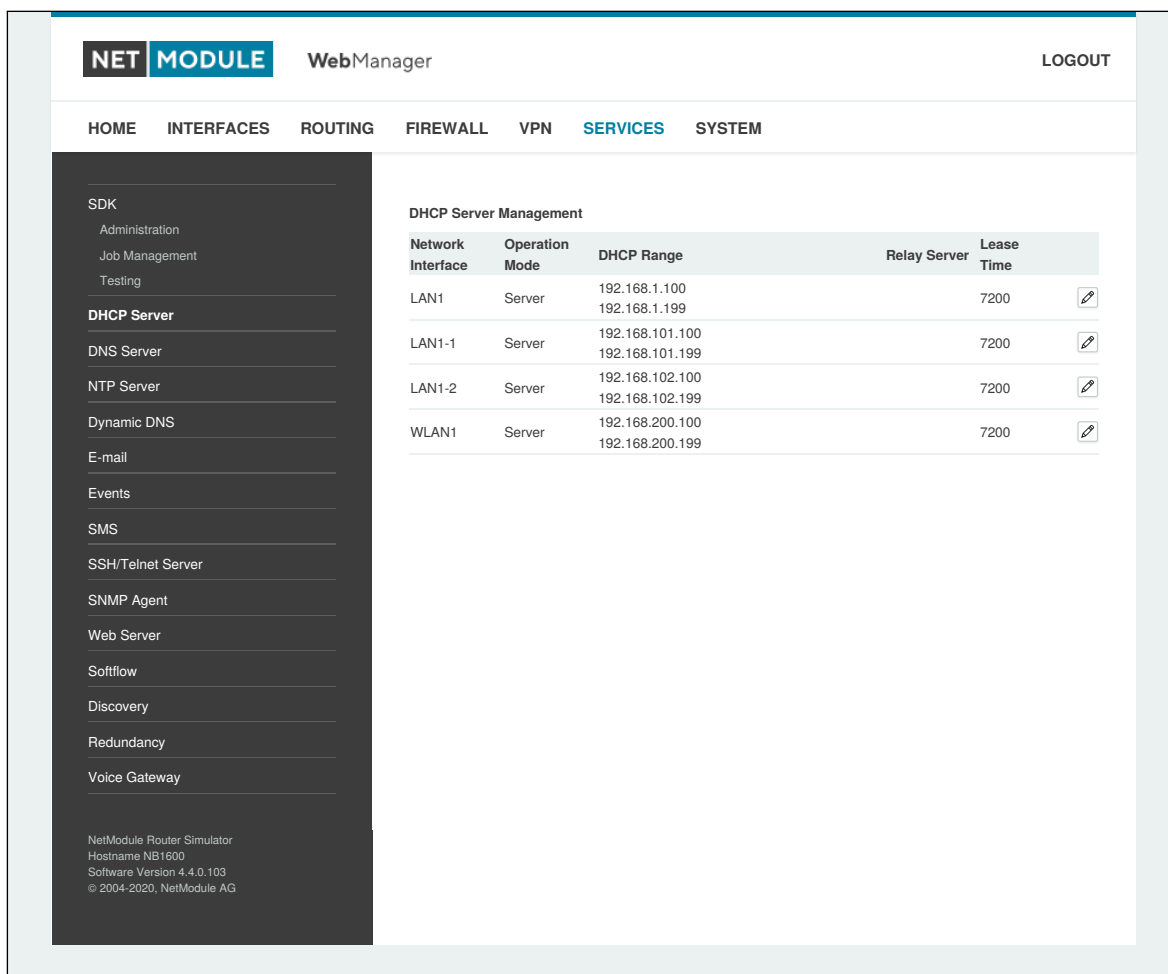 NET MODULE WebManager LOGOUT
HOME INTERFACES ROUTING FIREWALL VPN SERVICES SYSTEM
SDK
Administration
Job Management
Testing
DHCP Server
DNS Server
NTP Server
Dynamic DNS
E-mail
Events
SMS
SSH/Telnet Server
SNMP Agent
Web Server
Softflow
Discovery
Redundancy
Voice Gateway
NetModule Router Simulator
Hostname NB1600
Software Version 4.4.0.103
© 2004-2020, NetModule AG
DHCP Server Management
Network Interface Operation Mode DHCP Range Relay Server Lease Time
LAN1 Server 192.168.1.100 7200
192.168.1.199
LAN1-1 Server 192.168.101.100 7200
192.168.101.199
LAN1-2 Server 192.168.102.100 7200
192.168.102.199
WLAN1 Server 192.168.200.100 7200
192.168.200.199